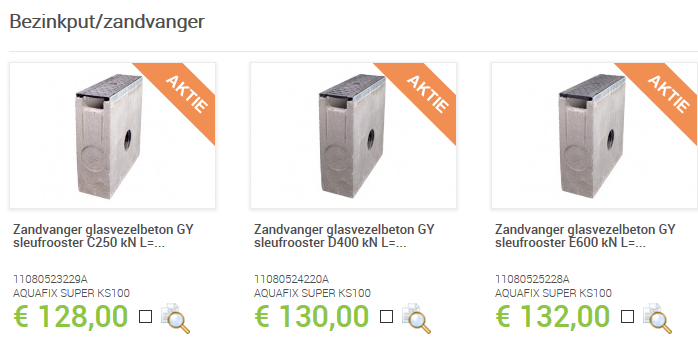 Bezinkput/zandvanger
AKTIE
AKTIE
AKTIE
Zandvanger glasvezelbeton GY
sleufrooster C250 kN L=...
11080523229A
AQUAFIX SUPER KS100
€ 128,00
Zandvanger glasvezelbeton GY
sleufrooster D400 kN L=...
11080524220A
AQUAFIX SUPER KS100
€ 130,00
Zandvanger glasvezelbeton GY
sleufrooster E600 kN L=...
11080525228A
AQUAFIX SUPER KS100
€ 132,00